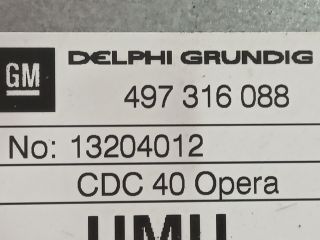 GM
DELPHI GRUNDIG
497 316 088
No: 13204012
CDC 40 Opera